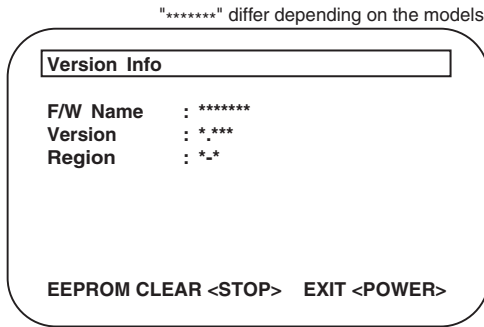 "*******" differ depending on the models
Version Info
F/W Name : *******
Version : *.***
Region : *-*
EEPROM CLEAR <STOP> EXIT <POWER>